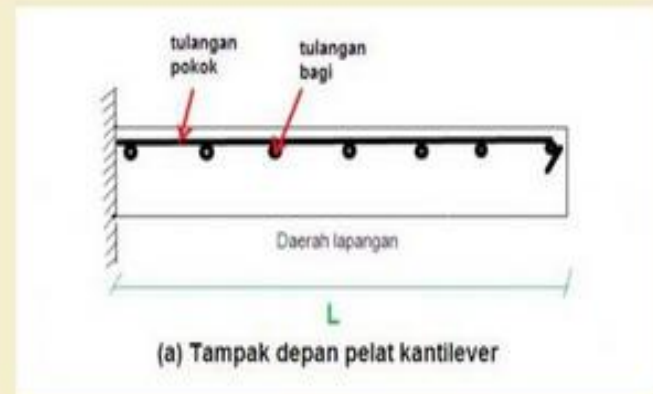 tulangan
pokok
tulangan
bagi
Daerah lapangan
L
(a) Tampak depan pelat kantilever